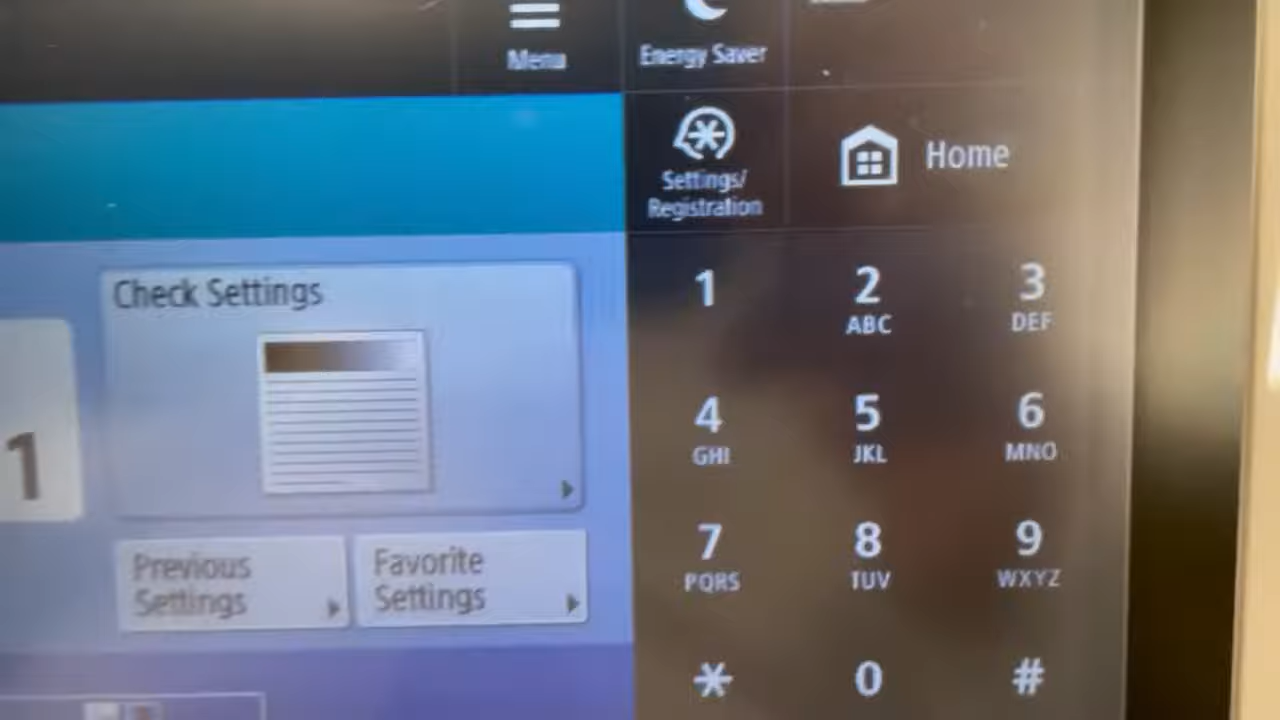 Menu
Energy Saver
Settings/
Registration
Home
Check Settings
1
Previous
Settings
Favorite
Settings
1
2
3
ABC
DEF
4
5
6
GHI
JKL
MNO
7
8
9
PQRS
TUV
WXYZ
*
0
#